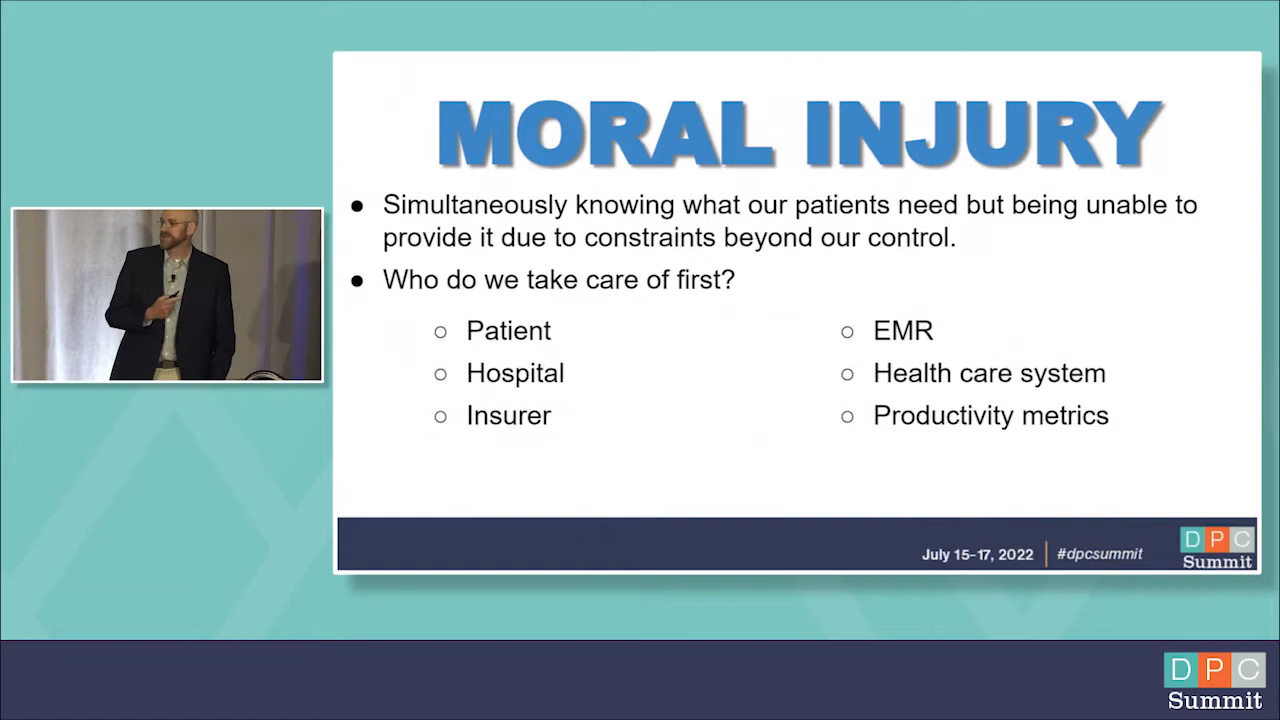 MORAL INJURY
● Simultaneously knowing what our patients need but being unable to
provide it due to constraints beyond our control.
● Who do we take care of first?
○ Patient
○ Hospital
○ Insurer
○ EMR
○ Health care system
○ Productivity metrics
July 15–17, 2022 | #dpcsummit
DPC
Summit
DPC
Summit